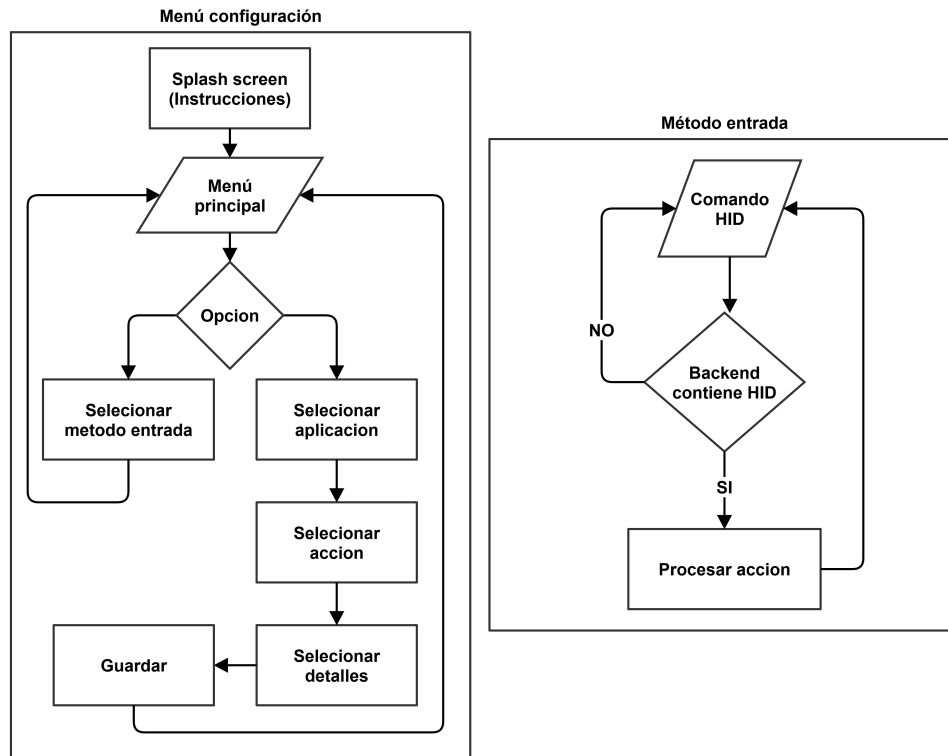 Menú configuración
Splash screen
(Instrucciones)
Menú
principal
Opcion
Selecionar
metodo entrada
Selecionar
aplicacion
Selecionar
accion
Guardar
Selecionar
detalles
Método entrada
Comando
HID
NO
Backend
contiene HID
SI
Procesar accion